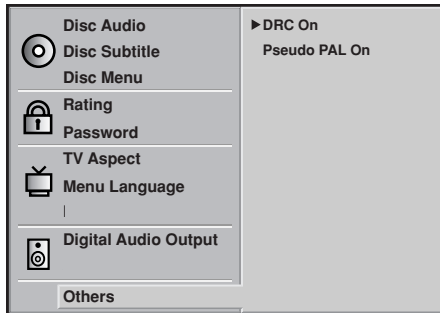 Disc Audio
Disc Subtitle
Disc Menu
Rating
Password
TV Aspect
Menu Language
|
Digital Audio Output
Others
▶DRC On
Pseudo PAL On